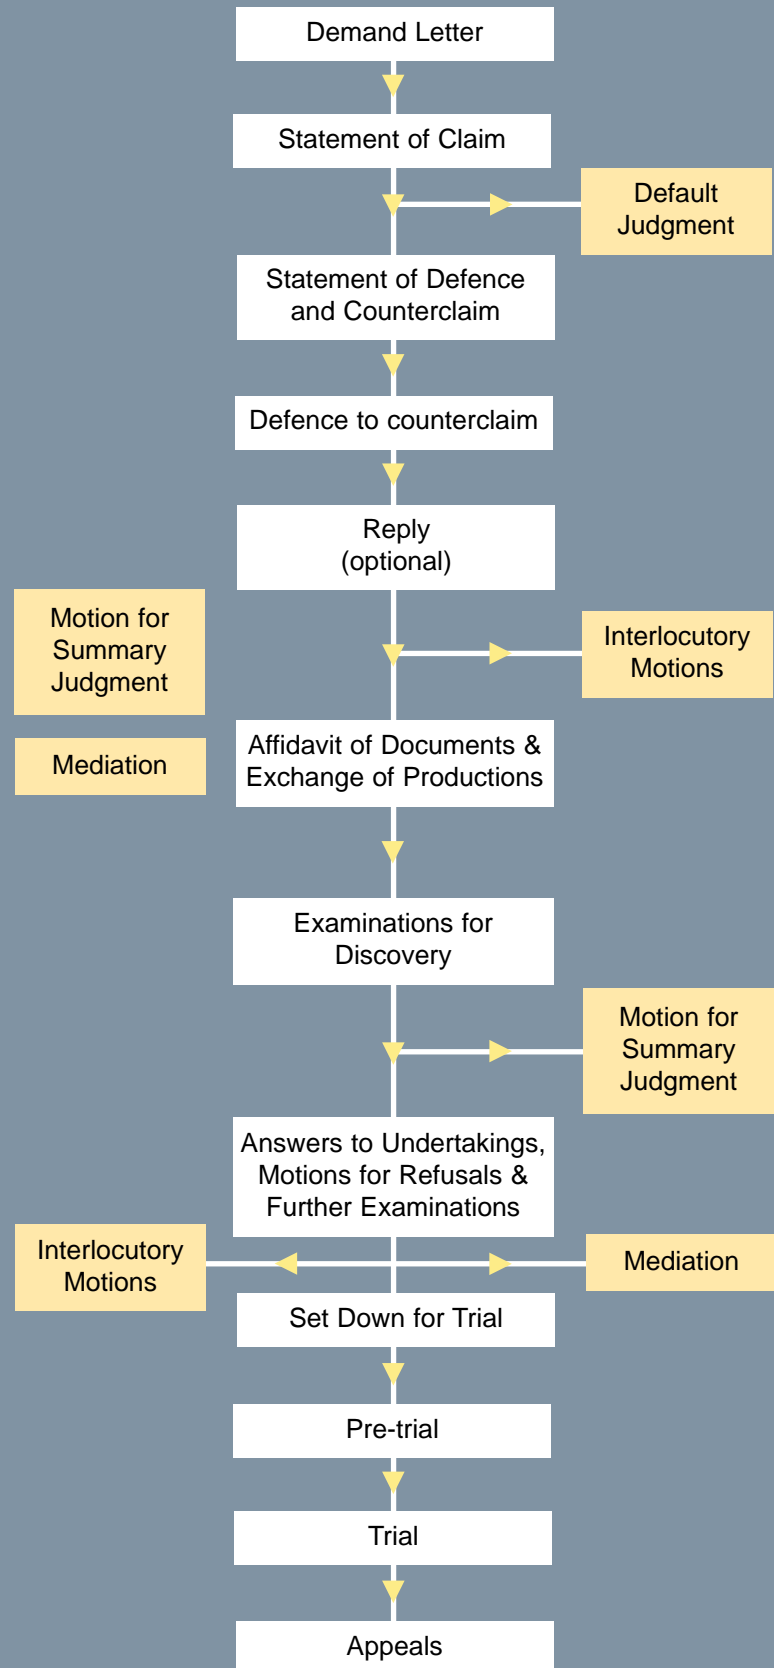 Demand Letter
Statement of Claim
Default
Judgment
Statement of Defence
and Counterclaim
Defence to counterclaim
Reply
(optional)
Motion for
Summary
Judgment
Interlocutory
Motions
Mediation
Affidavit of Documents &
Exchange of Productions
Examinations for
Discovery
Motion for
Summary
Judgment
Answers to Undertakings,
Motions for Refusals &
Further Examinations
Interlocutory
Motions
Mediation
Set Down for Trial
Pre-trial
Trial
Appeals